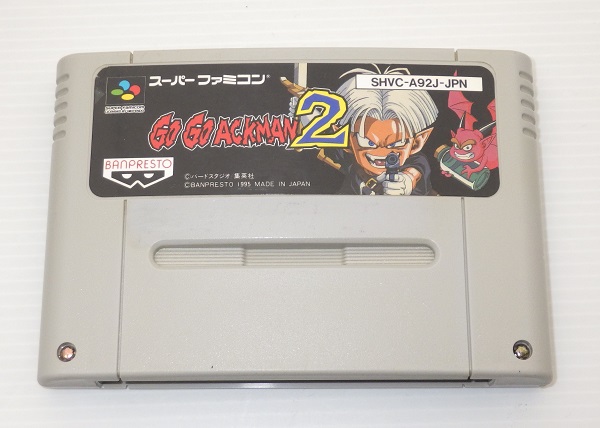 スーパー ファミコン®
SHVC-A92J-JPN
GO GO ACKMAN 2
BANPRESTO
©バードスタジオ 集英社
©BANPRESTO 1995 MADE IN JAPAN